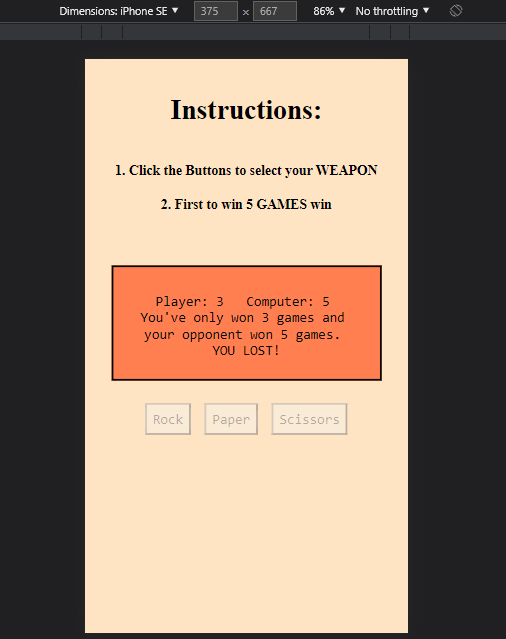 Dimensions: iPhone SE ▼ 375 × 667 86% ▼ No throttling ▼
Instructions:
1. Click the Buttons to select your WEAPON
2. First to win 5 GAMES win
Player: 3 Computer: 5
You've only won 3 games and
your opponent won 5 games.
YOU LOST!
Rock Paper Scissors